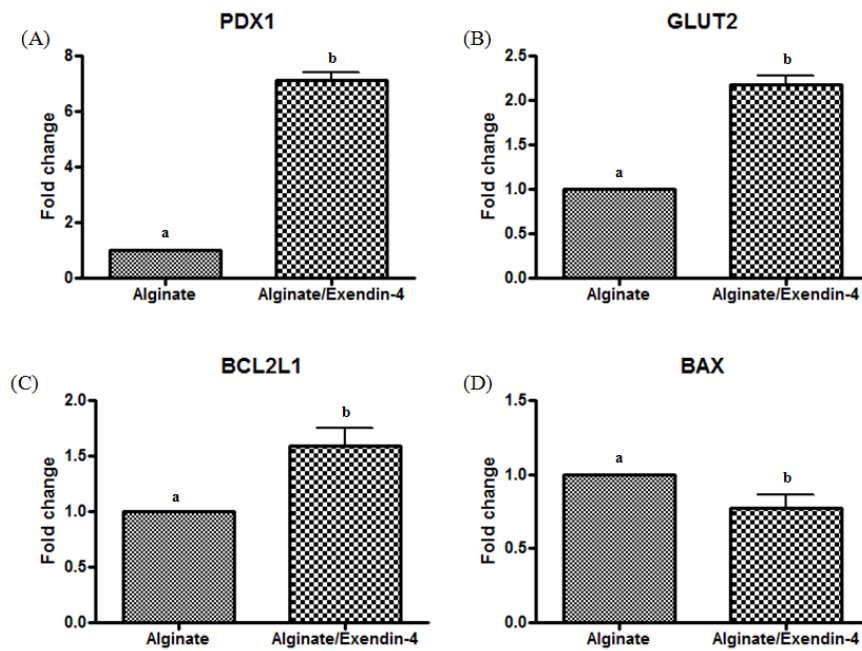 (A)
PDX1
Fold change
8
6
4
2
0
a
b
Alginate
Alginate/Exendin-4
(B)
GLUT2
Fold change
2.5
2.0
1.5
1.0
0.5
0.0
a
b
Alginate
Alginate/Exendin-4
(C)
BCL2L1
Fold change
2.0
1.5
1.0
0.5
0.0
a
b
Alginate
Alginate/Exendin-4
(D)
BAX
Fold change
1.5
1.0
0.5
0.0
a
b
Alginate
Alginate/Exendin-4